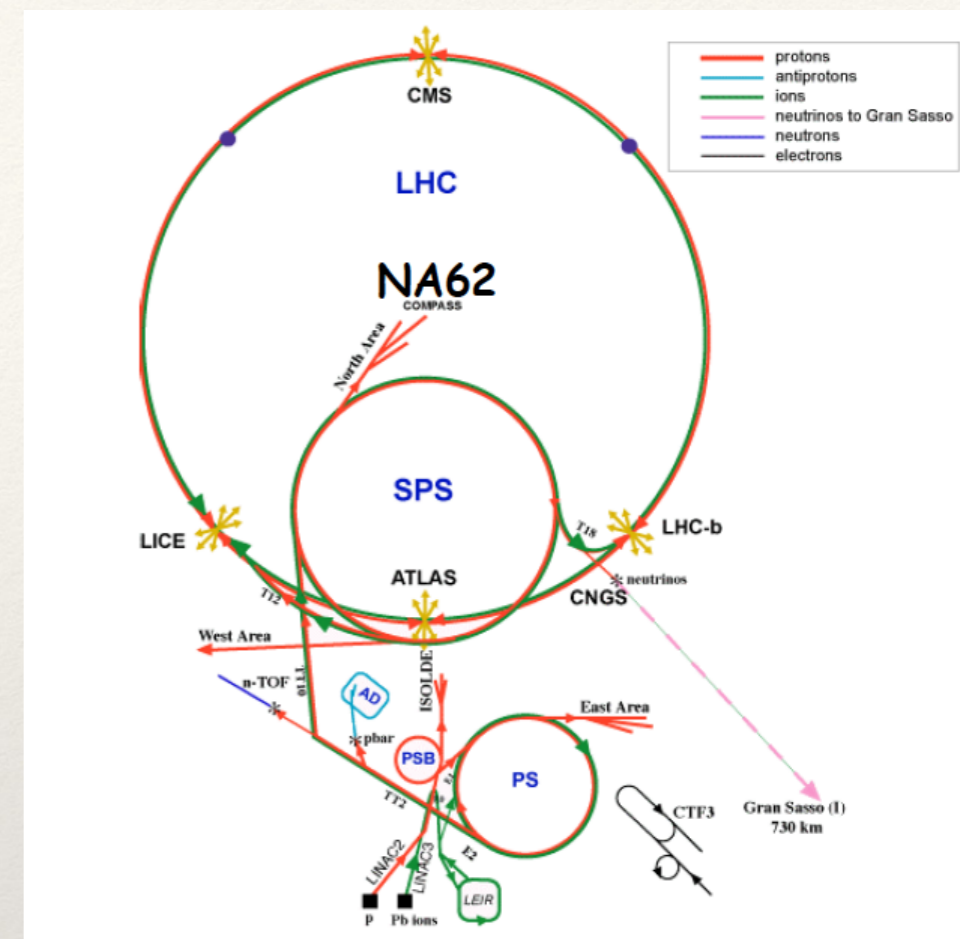 protons
antiprotons
ions
neutrinos to Gran Sasso
neutrons
electrons
CMS
LHC
NA62
COMPASS
North Area
SPS
T18
LHC-b
LICE
ATLAS
neutrinos
CNGS
T12
West Area
TT10
ISOLDE
n-TOF
AD
pbar
East Area
PSB
PS
E1
TT2
E2
CTF3
Gran Sasso (I)
730 km
LINAC2
LINAC3
LEIR
P
Pb ions